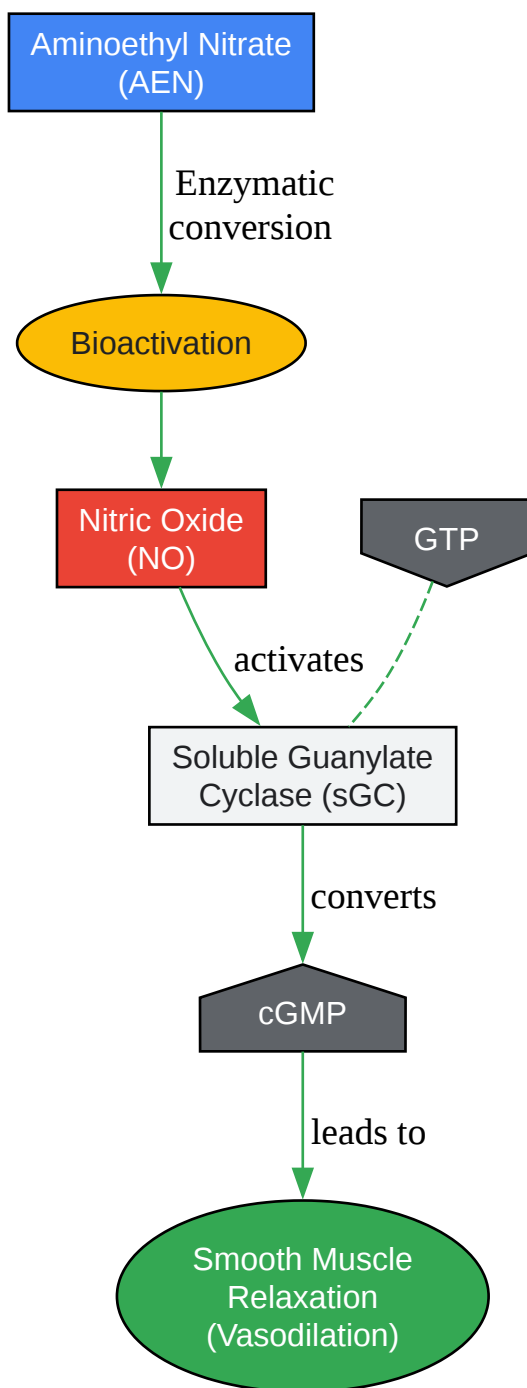 Aminoethyl Nitrate
(AEN)
Enzymatic
conversion
Bioactivation
Nitric Oxide
(NO)
GTP
activates
Soluble Guanylate
Cyclase (sGC)
converts
cGMP
leads to
Smooth Muscle
Relaxation
(Vasodilation)